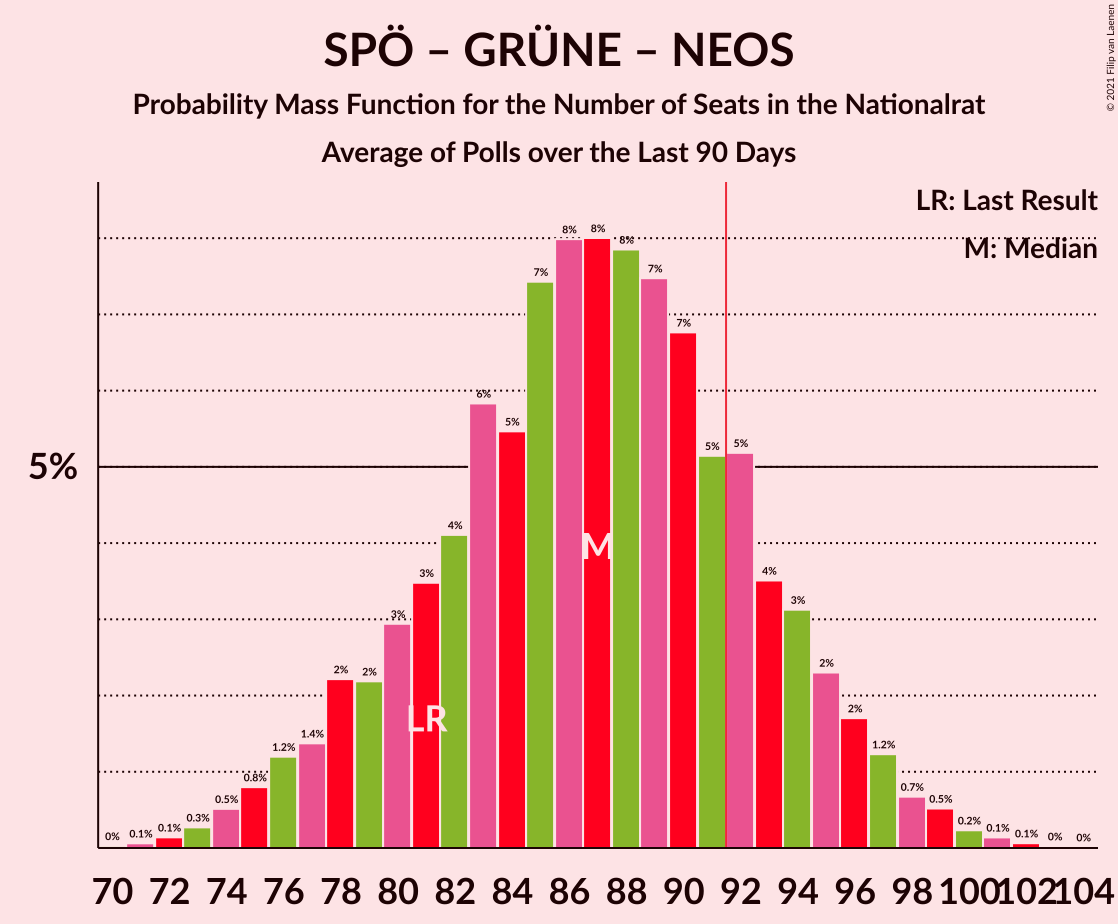 SPÖ – GRÜNE – NEOS
Probability Mass Function for the Number of Seats in the Nationalrat
Average of Polls over the Last 90 Days
© 2021 Filip van Laenen
LR: Last Result
M: Median
5%
0% 0.1% 0.1% 0.3% 0.5% 0.8% 1.2% 1.4% 2% 2% 3% 3% 4% 6% 5% 7% 8% 8% 8% 7% 7% 5% 5% 4% 3% 2% 2% 1.2% 0.7% 0.5% 0.2% 0.1% 0.1% 0% 0%
M
LR
70 72 74 76 78 80 82 84 86 88 90 92 94 96 98 100 102 104